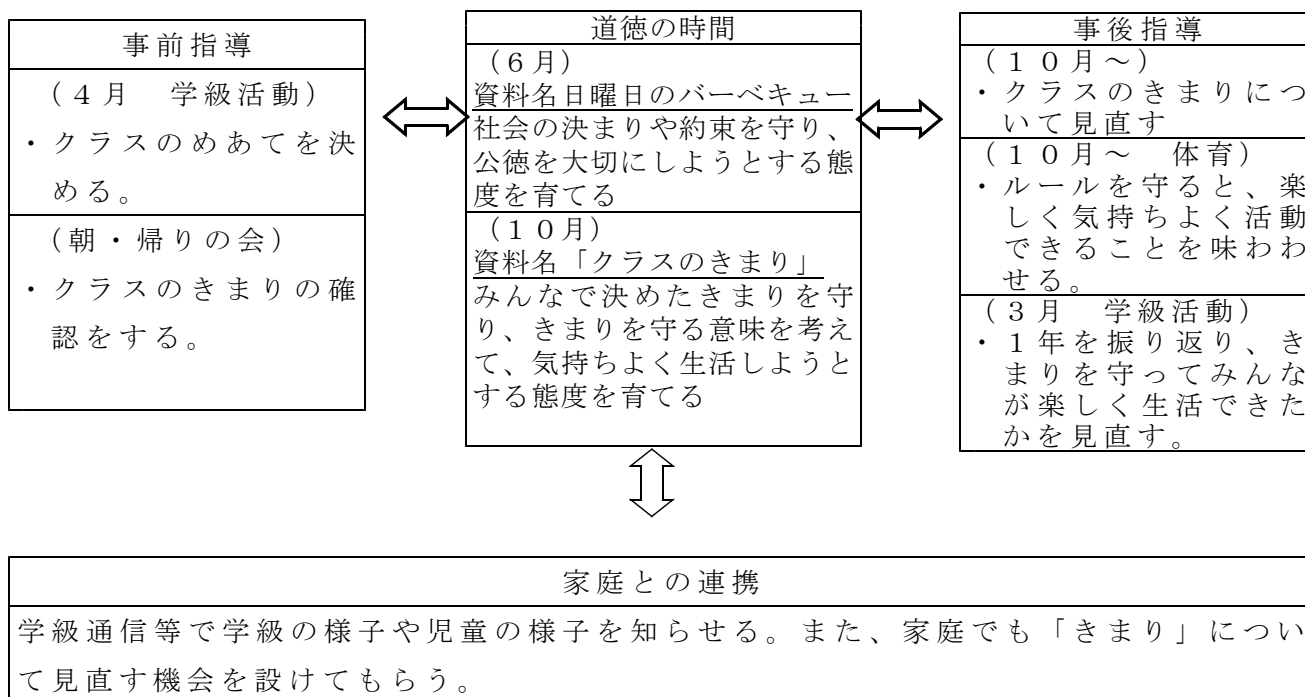 事前指導
（４月　学級活動）
・クラスのめあてを決
める。
（朝・帰りの会）
・クラスのきまりの確
認をする。
道徳の時間
（６月）
資料名日曜日のバーベキュー
社会の決まりや約束を守り、
公徳を大切にしようとする態
度を育てる
（１０月）
資料名「クラスのきまり」
みんなで決めたきまりを守
り、きまりを守る意味を考え
て、気持ちよく生活しようと
する態度を育てる
事後指導
（１０月～）
・クラスのきまりにつ
いて見直す
（１０月～　体育）
・ルールを守ると、楽
しく気持ちよく活動
できることを味わわ
せる。
（３月　学級活動）
・１年を振り返り、き
まりを守ってみんな
が楽しく生活できた
かを見直す。
家庭との連携
学級通信等で学級の様子や児童の様子を知らせる。また、家庭でも「きまり」につい
て見直す機会を設けてもらう。